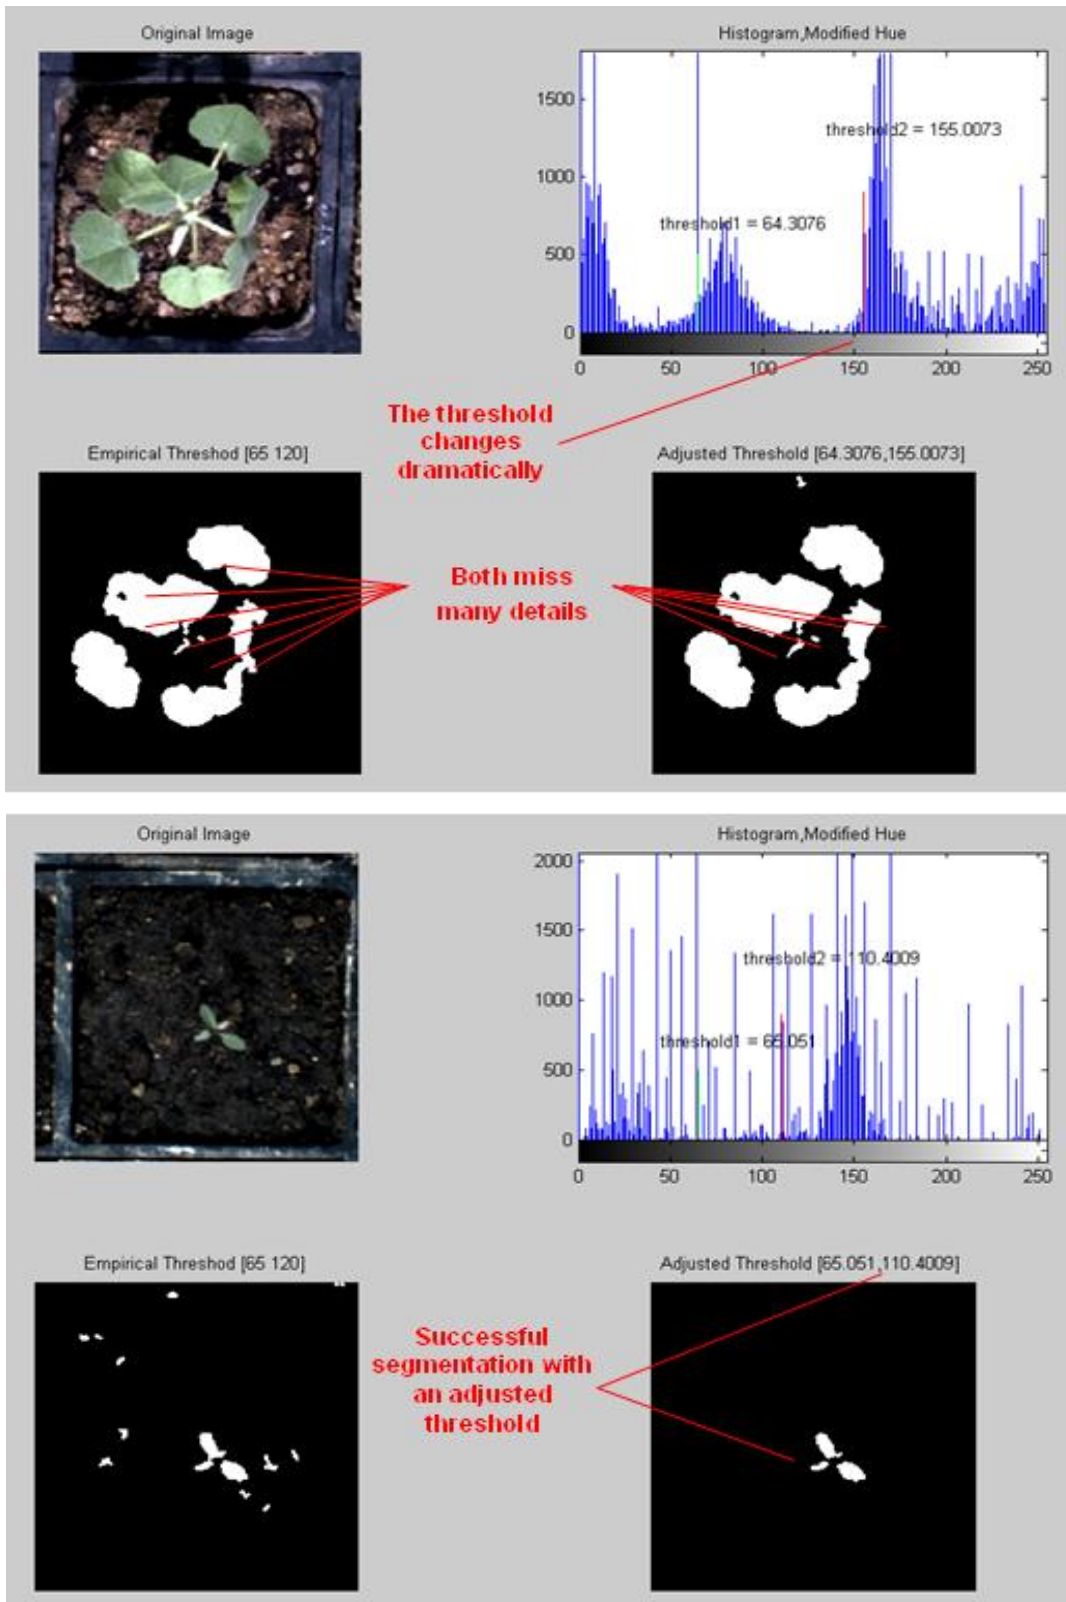 Original Image
Histogram,Modified Hue
1500
threshold2 = 155.0073
1000
threshold1 = 64.3076
500
0
0 50 100 150 200 250
The threshold
changes
dramatically
Empirical Threshod [65 120]
Adjusted Threshold [64.3076,155.0073]
Both miss
many details
Original Image
Histogram,Modified Hue
2000
1500
threshold2 = 110.4009
1000
threshold1 = 65.051
500
0
0 50 100 150 200 250
Empirical Threshod [65 120]
Adjusted Threshold [65.051,110.4009]
Successful
segmentation with
an adjusted
threshold